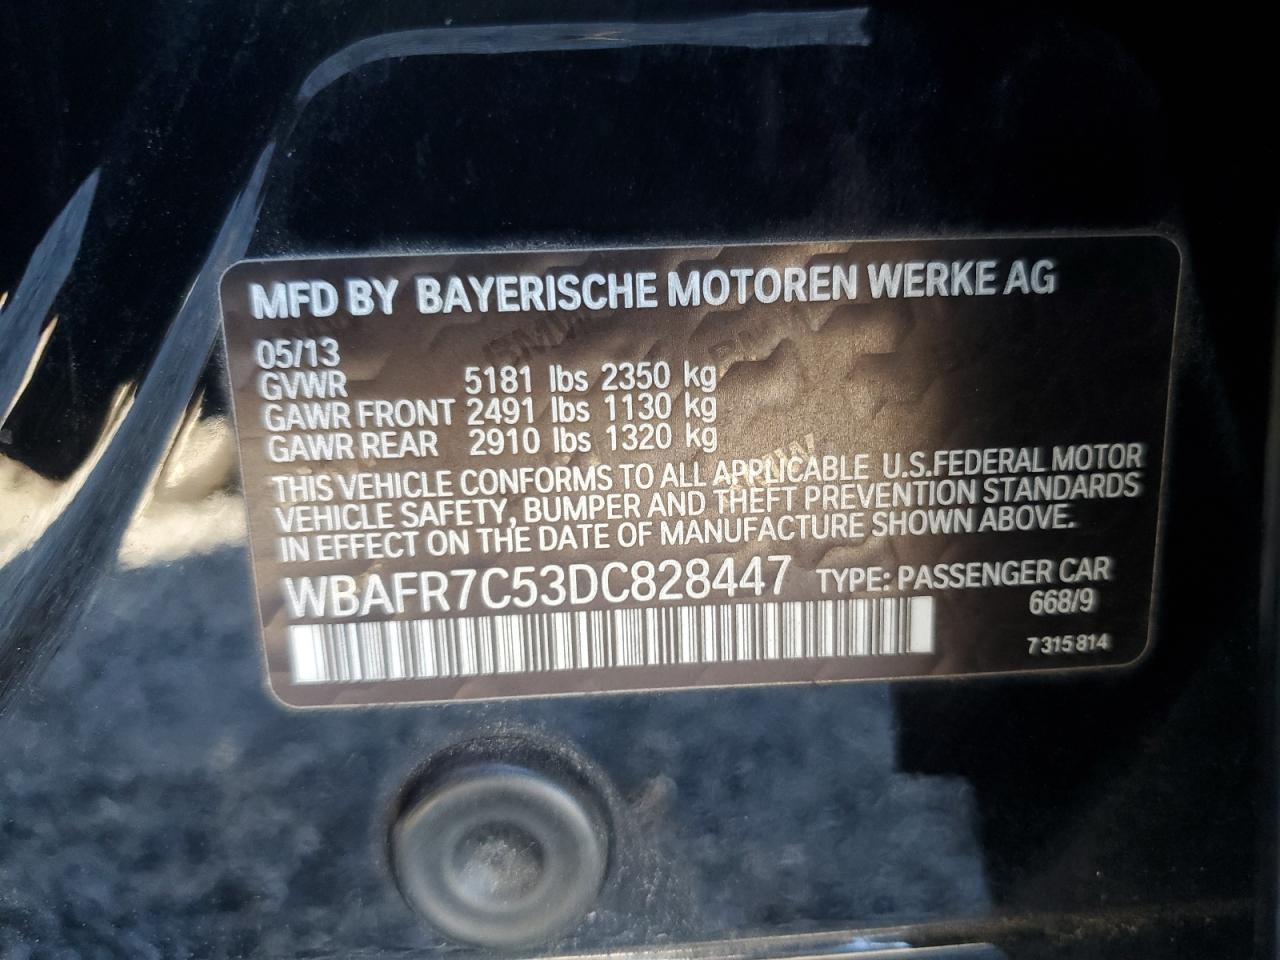 MFD BY BAYERISCHE MOTOREN WERKE AG
05/13
GVWR 5181 lbs 2350 kg
GAWR FRONT 2491 lbs 1130 kg
GAWR REAR 2910 lbs 1320 kg
THIS VEHICLE CONFORMS TO ALL APPLICABLE U.S.FEDERAL MOTOR
VEHICLE SAFETY, BUMPER AND THEFT PREVENTION STANDARDS
IN EFFECT ON THE DATE OF MANUFACTURE SHOWN ABOVE.
WBAFR7C53DC828447 TYPE: PASSENGER CAR
668/9
7 315 814